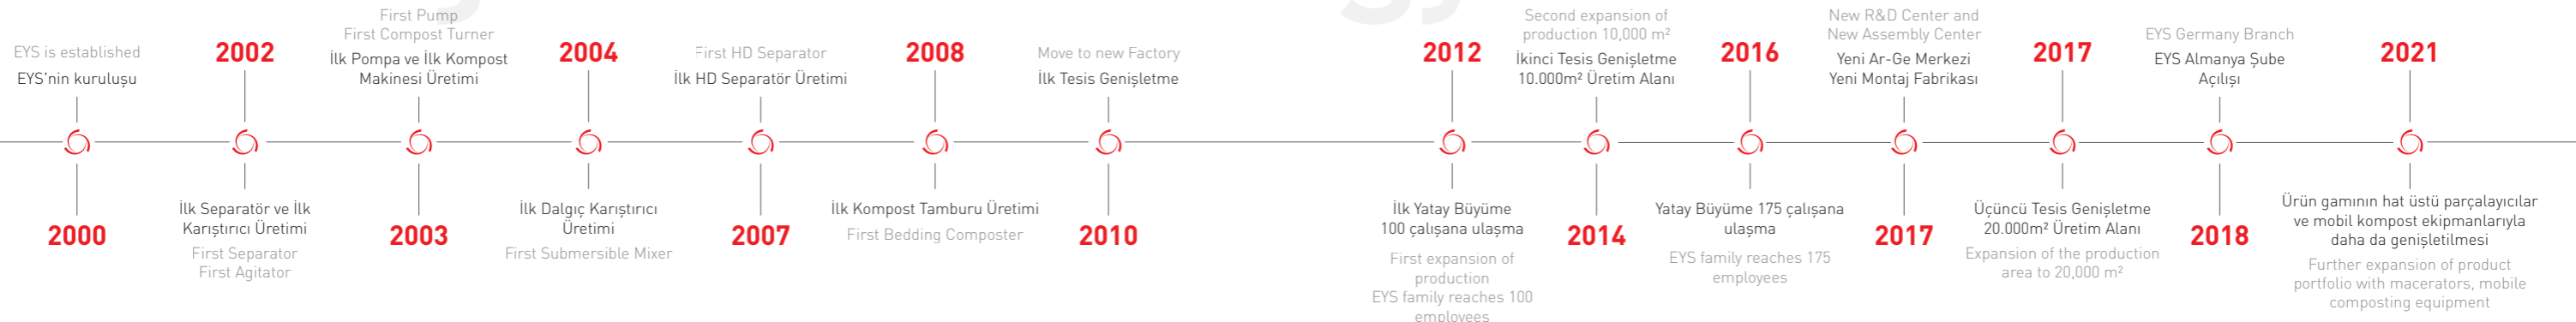 EYS is established
EYS'nin kuruluşu
2000
2002
İlk Separatör ve İlk
Karıştırıcı Üretimi
First Separator
First Agitator
First Pump
First Compost Turner
İlk Pompa ve İlk Kompost
Makinesi Üretimi
2003
2004
İlk Dalgıç Karıştırıcı
Üretimi
First Submersible Mixer
First HD Separator
İlk HD Separatör Üretimi
2007
2008
İlk Kompost Tamburu Üretimi
First Bedding Composter
Move to new Factory
İlk Tesis Genişletme
2010
2012
İlk Yatay Büyüme
100 çalışana ulaşma
First expansion of
production
EYS family reaches 100
employees
Second expansion of
production 10,000 m²
İkinci Tesis Genişletme
10.000m² Üretim Alanı
2014
2016
Yatay Büyüme 175 çalışana
ulaşma
EYS family reaches 175
employees
New R&D Center and
New Assembly Center
Yeni Ar-Ge Merkezi
Yeni Montaj Fabrikası
2017
2017
Üçüncü Tesis Genişletme
20.000m² Üretim Alanı
Expansion of the production
area to 20,000 m²
EYS Germany Branch
EYS Almanya Şube
Açılışı
2018
2021
Ürün gamının hat üstü parçalayıcılar
ve mobil kompost ekipmanlarıyla
daha da genişletilmesi
Further expansion of product
portfolio with macerators, mobile
composting equipment